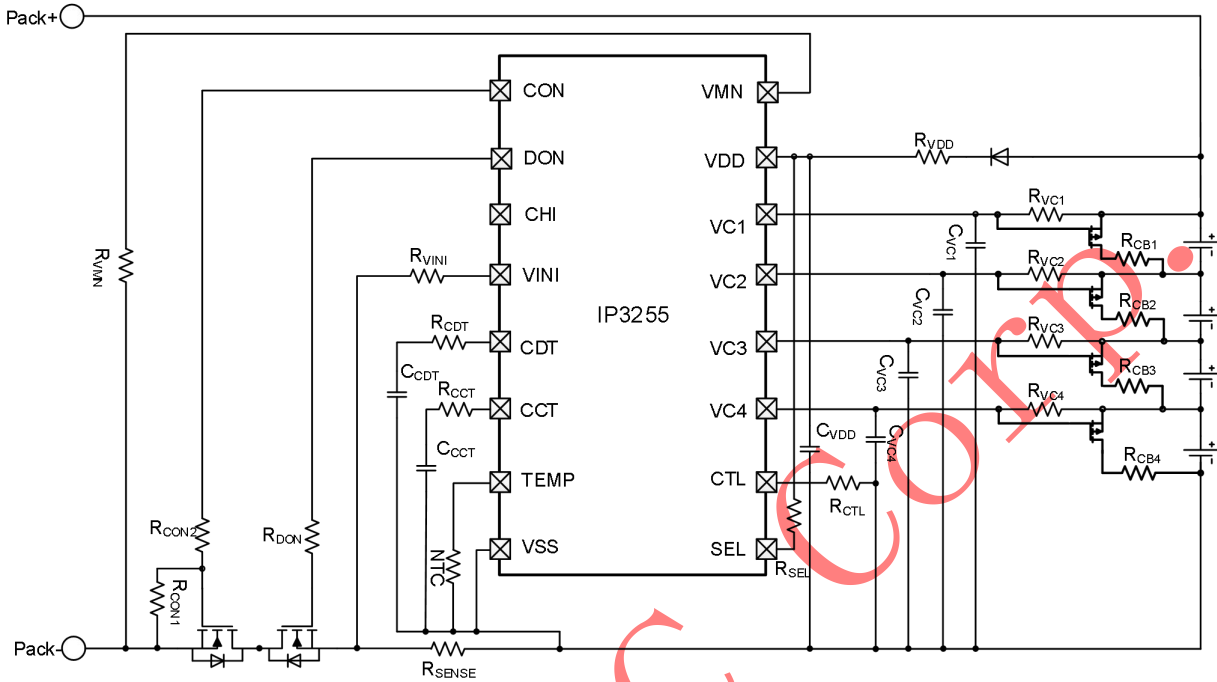 Pack+
CON
VMN
DON
VDD
RVDD
CHI
VC1
RVC1
RVMN
RVINI
VINI
CVC1
RCB1
VC2
RVC2
IP3255
CVC2
RCB2
RCDT
CDT
VC3
RVC3
CCDT
CVC3
RCB3
RCCT
CCT
VC4
RVC4
CCCT
CVDD
CVC4
RCB4
TEMP
CTL
RCTL
RCON2
RDON
NTC
VSS
SEL
RSEL
RCON1
Pack-
RSENSE
Corp.